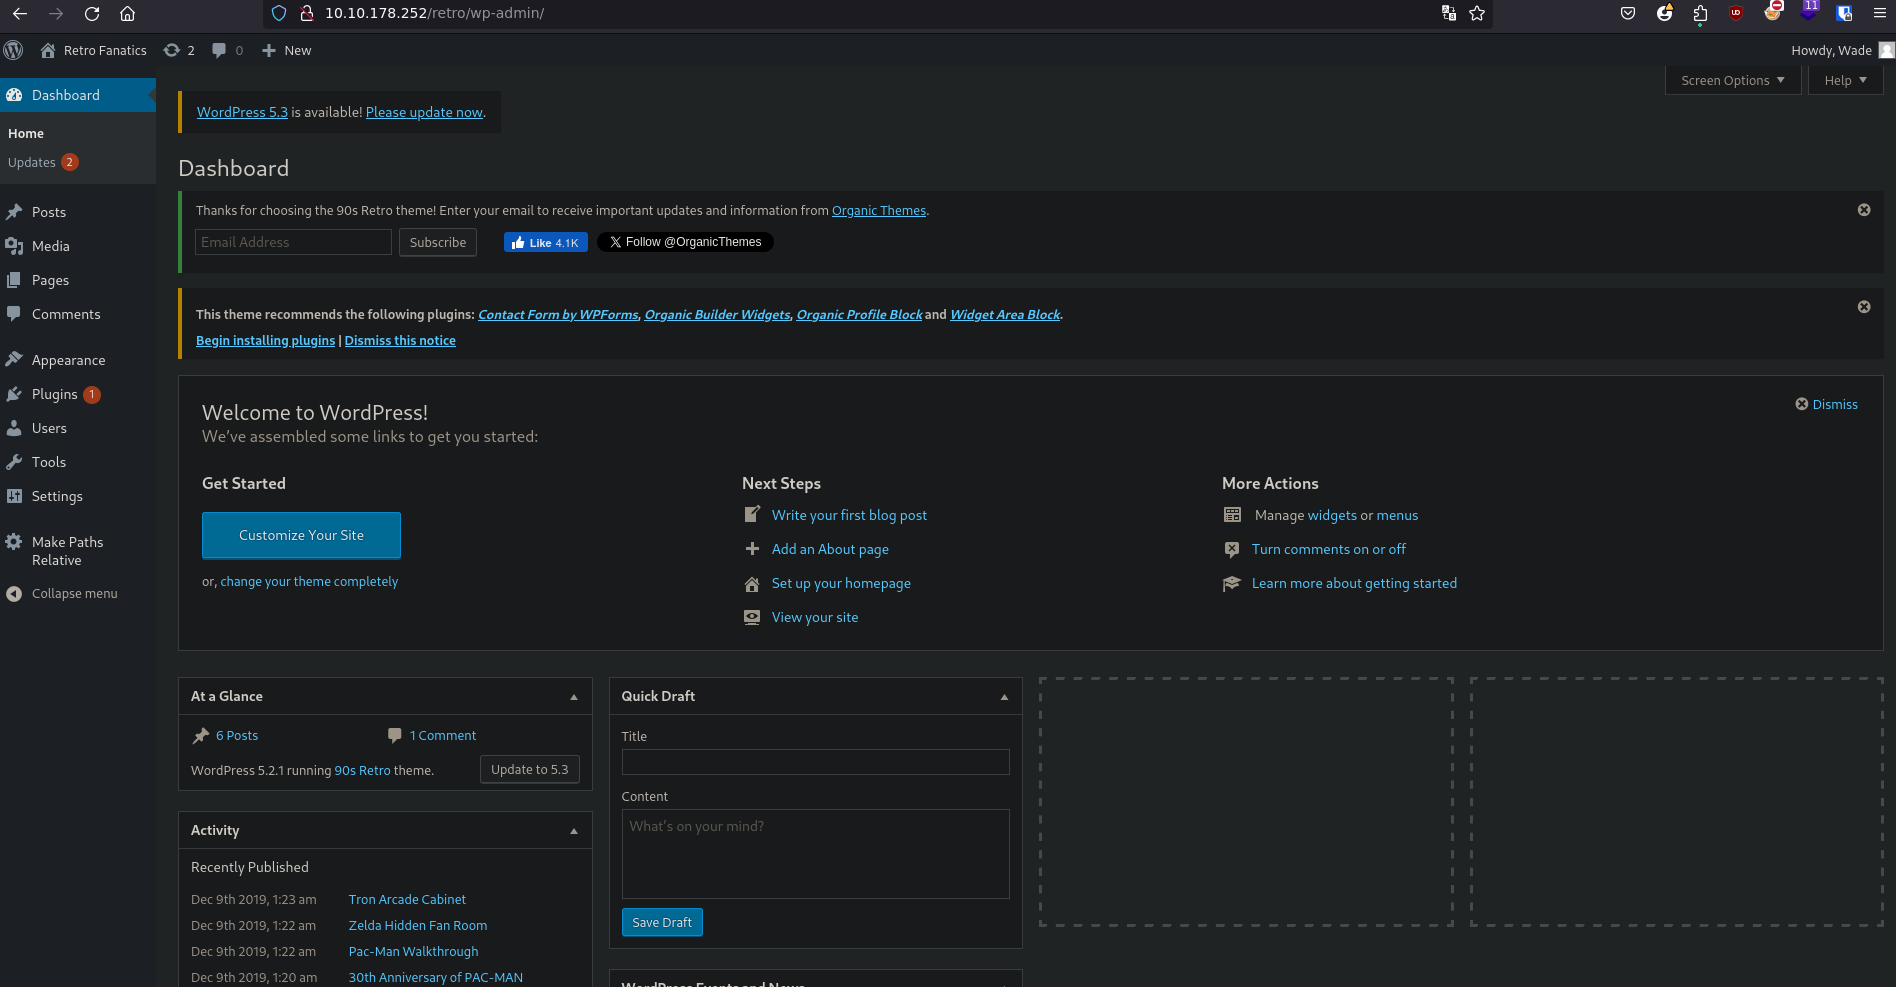 10.10.178.252/retro/wp-admin/
11
Retro Fanatics
2
0
New
Howdy, Wade
Dashboard
Home
Updates 2
Posts
Media
Pages
Comments
Appearance
Plugins 1
Users
Tools
Settings
Make Paths
Relative
Collapse menu
Screen Options
Help
WordPress 5.3 is available! Please update now.
Dashboard
Thanks for choosing the 90s Retro theme! Enter your email to receive important updates and information from Organic Themes.
Email Address
Subscribe
Like 4.1K
X Follow @OrganicThemes
This theme recommends the following plugins: Contact Form by WPForms, Organic Builder Widgets, Organic Profile Block and Widget Area Block.
Begin installing plugins | Dismiss this notice
Welcome to WordPress!
Dismiss
We've assembled some links to get you started:
Get Started
Customize Your Site
or, change your theme completely
Next Steps
Write your first blog post
Add an About page
Set up your homepage
View your site
More Actions
Manage widgets or menus
Turn comments on or off
Learn more about getting started
At a Glance
6 Posts
1 Comment
WordPress 5.2.1 running 90s Retro theme.
Update to 5.3
Activity
Recently Published
Dec 9th 2019, 1:23 am Tron Arcade Cabinet
Dec 9th 2019, 1:22 am Zelda Hidden Fan Room
Dec 9th 2019, 1:22 am Pac-Man Walkthrough
Dec 9th 2019, 1:20 am 30th Anniversary of PAC-MAN
Quick Draft
Title
Content
What's on your mind?
Save Draft
WordPress Events and News